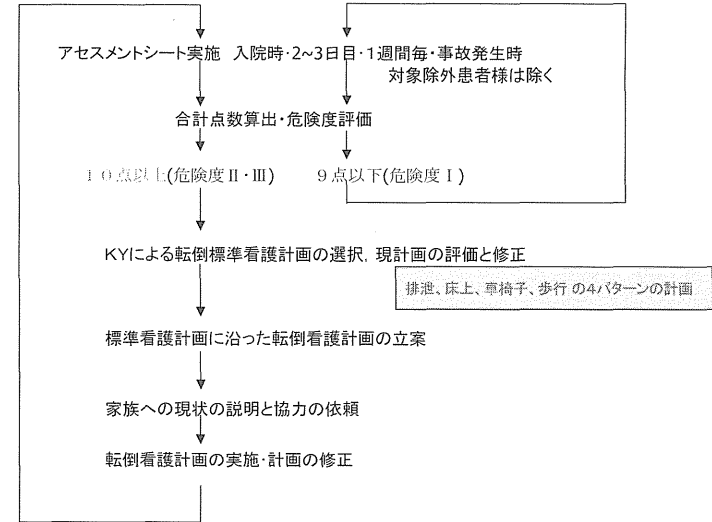 アセスメントシート実施 入院時・2~3日目・1週間毎・事故発生時
対象除外患者様は除く
合計点数算出・危険度評価
10点以上(危険度Ⅱ・Ⅲ) 9点以下(危険度Ⅰ)
KYによる転倒標準看護計画の選択, 現計画の評価と修正
排泄、床上、車椅子、歩行の4パターンの計画
標準看護計画に沿った転倒看護計画の立案
家族への現状の説明と協力の依頼
転倒看護計画の実施・計画の修正